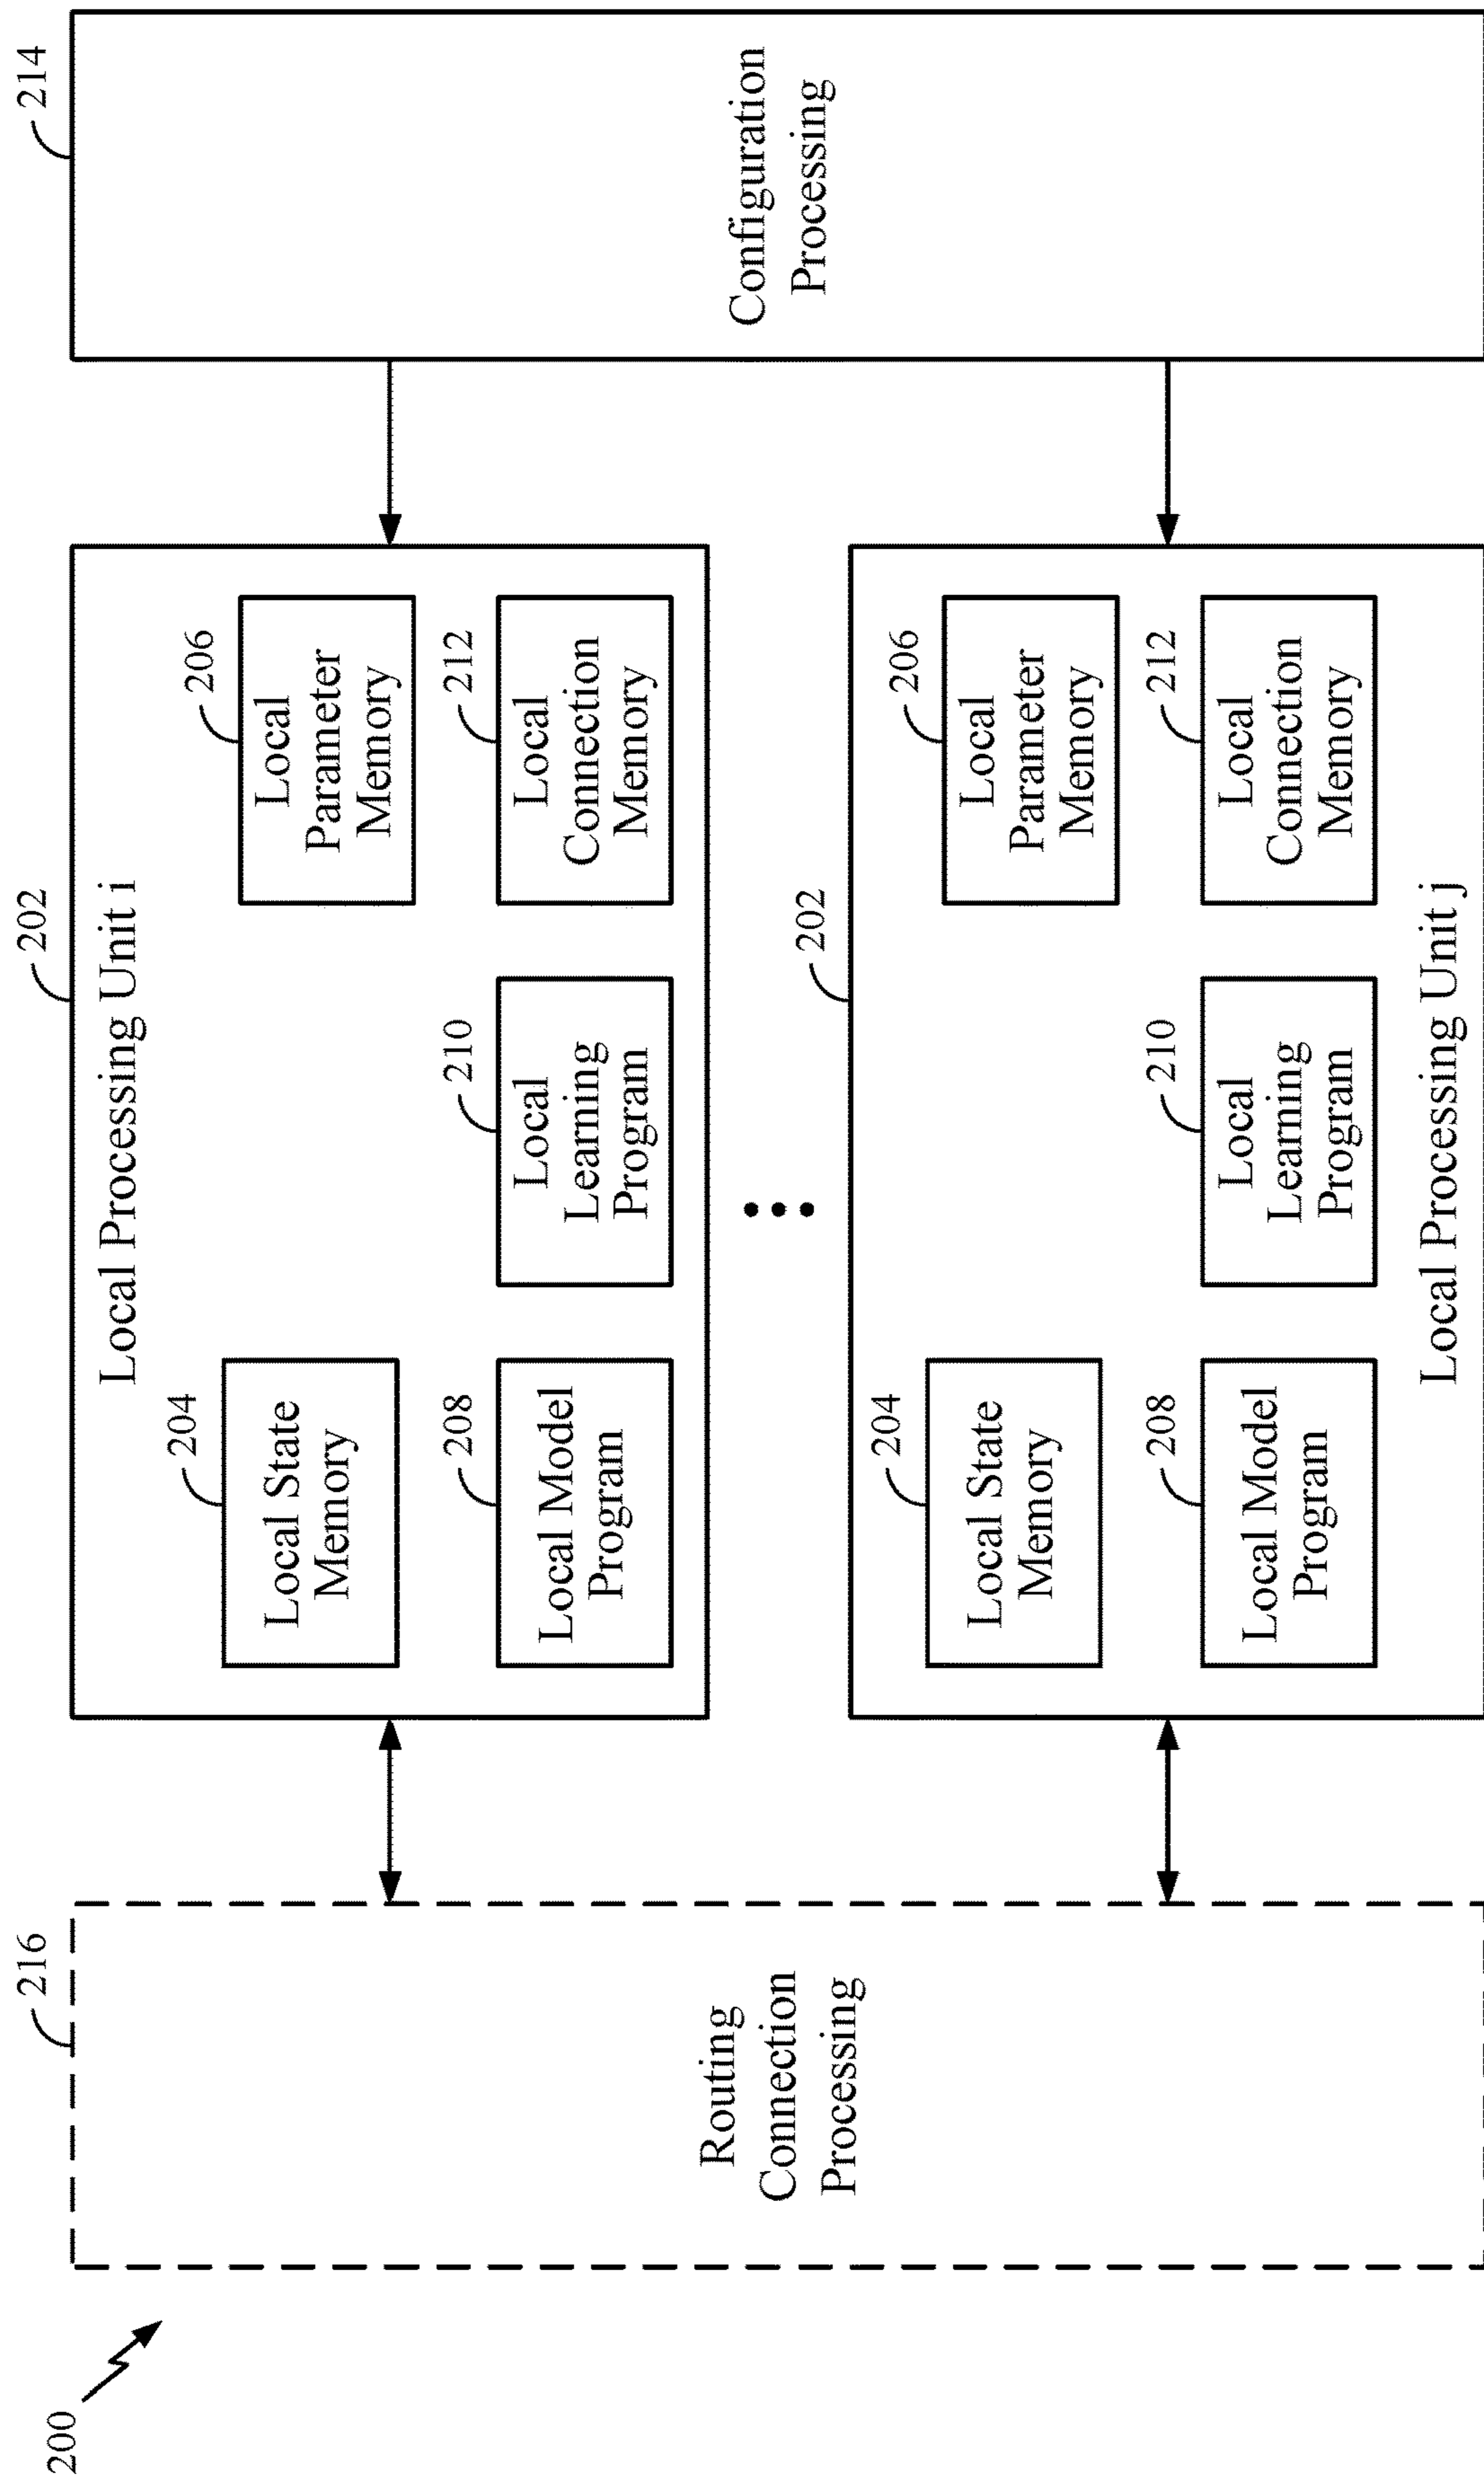 200
216
Routing
Connection
Processing
202
Local Processing Unit i
204
Local State
Memory
206
Local
Parameter
Memory
208
Local Model
Program
210
Local
Learning
Program
212
Local
Connection
Memory
202
204
Local State
Memory
206
Local
Parameter
Memory
208
Local Model
Program
210
Local
Learning
Program
212
Local
Connection
Memory
Local Processing Unit j
214
Configuration
Processing